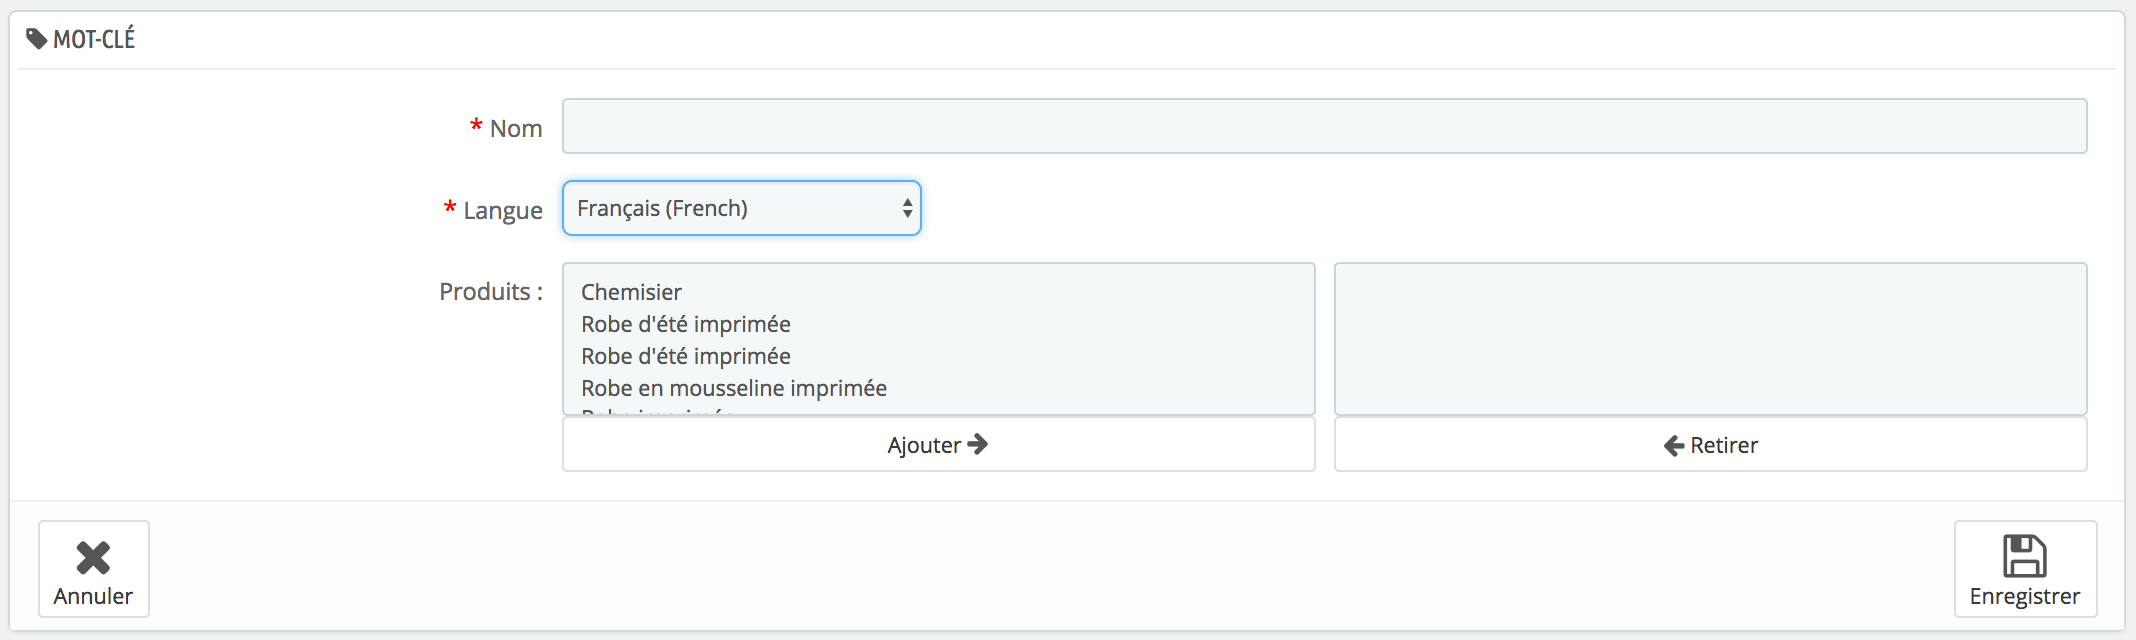 MOT-CLÉ
* Nom
* Langue
Français (French)
Produits :
Chemisier
Robe d'été imprimée
Robe d'été imprimée
Robe en mousseline imprimée
Ajouter
Retirer
Annuler
Enregistrer